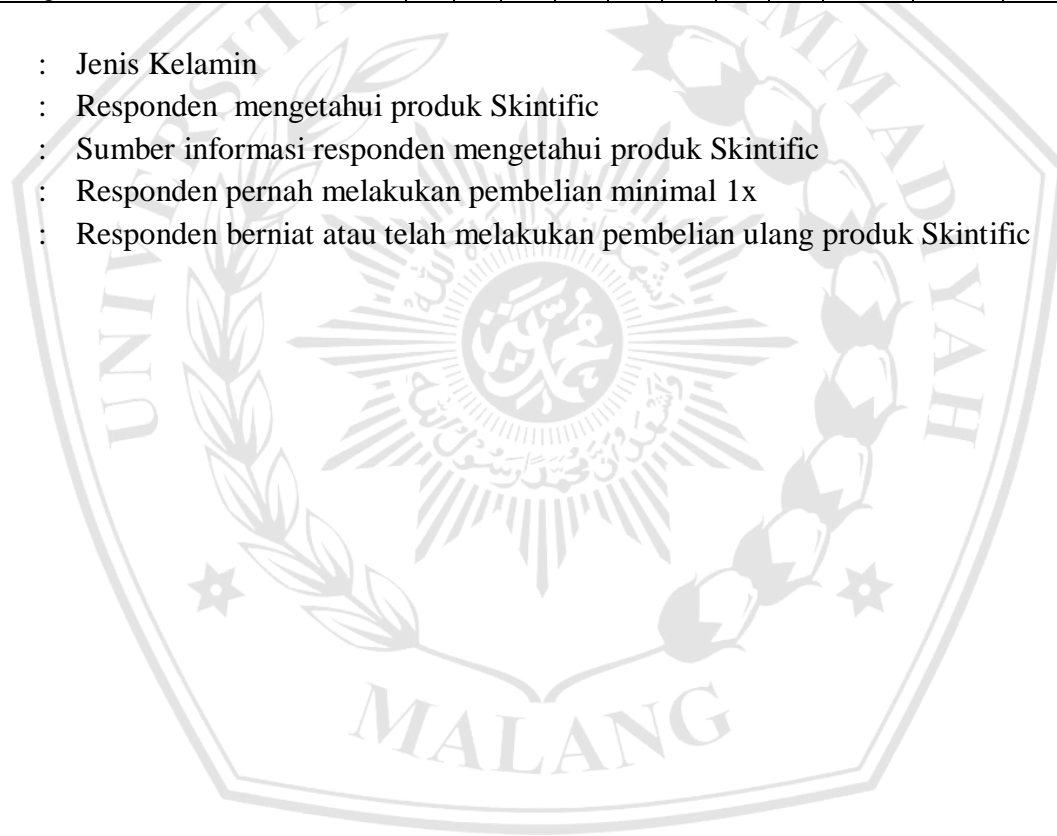 : Jenis Kelamin
: Responden mengetahui produk Skintific
: Sumber informasi responden mengetahui produk Skintific
: Responden pernah melakukan pembelian minimal 1x
: Responden berniat atau telah melakukan pembelian ulang produk Skintific
MALANG